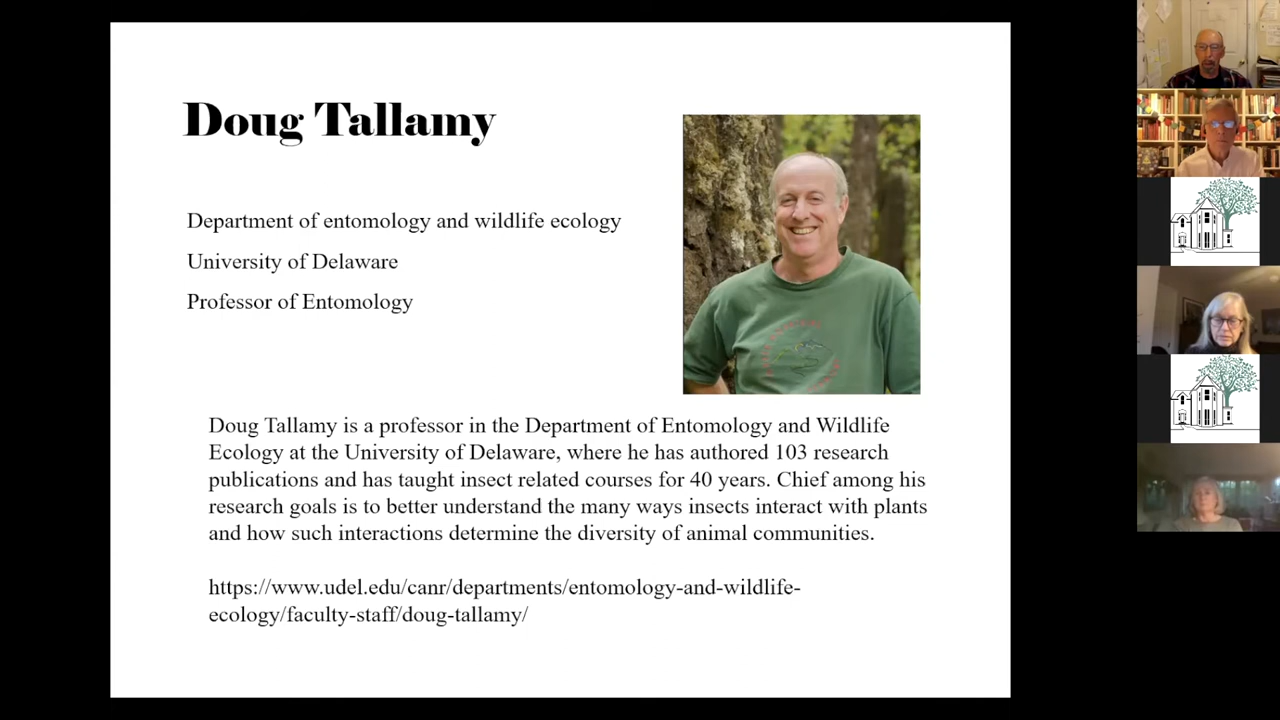 Doug Tallamy
Department of entomology and wildlife ecology
University of Delaware
Professor of Entomology
Doug Tallamy is a professor in the Department of Entomology and Wildlife
Ecology at the University of Delaware, where he has authored 103 research
publications and has taught insect related courses for 40 years. Chief among his
research goals is to better understand the many ways insects interact with plants
and how such interactions determine the diversity of animal communities.
https://www.udel.edu/canr/departments/entomology-and-wildlife-
ecology/faculty-staff/doug-tallamy/